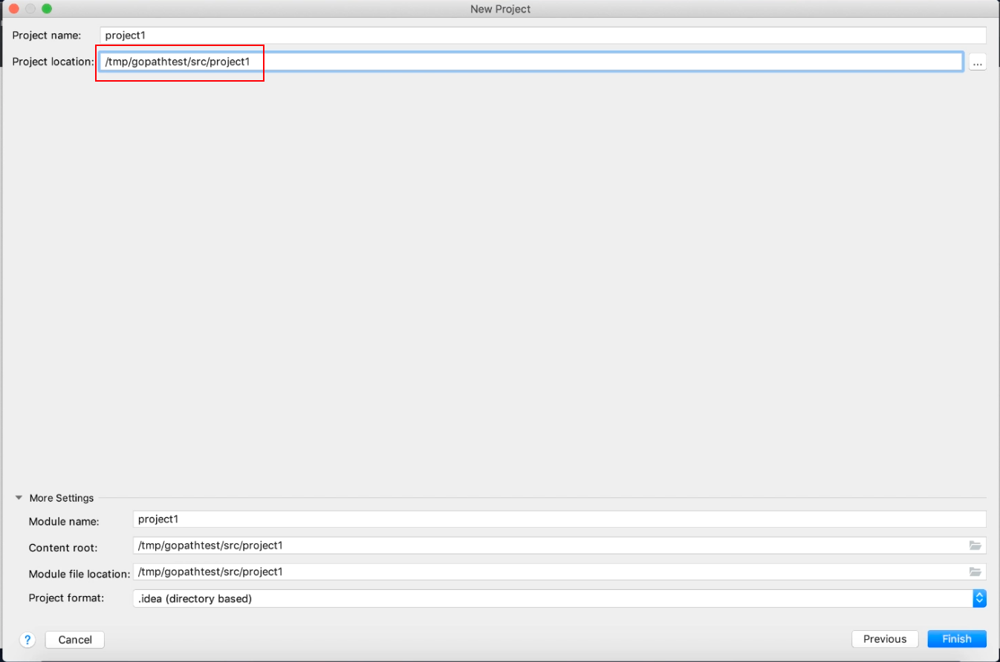 New Project
Project name: project1
Project location: /tmp/gopathtest/src/project1 ...
More Settings
Module name: project1
Content root: /tmp/gopathtest/src/project1
Module file location: /tmp/gopathtest/src/project1
Project format: .idea (directory based)
? Cancel Previous Finish